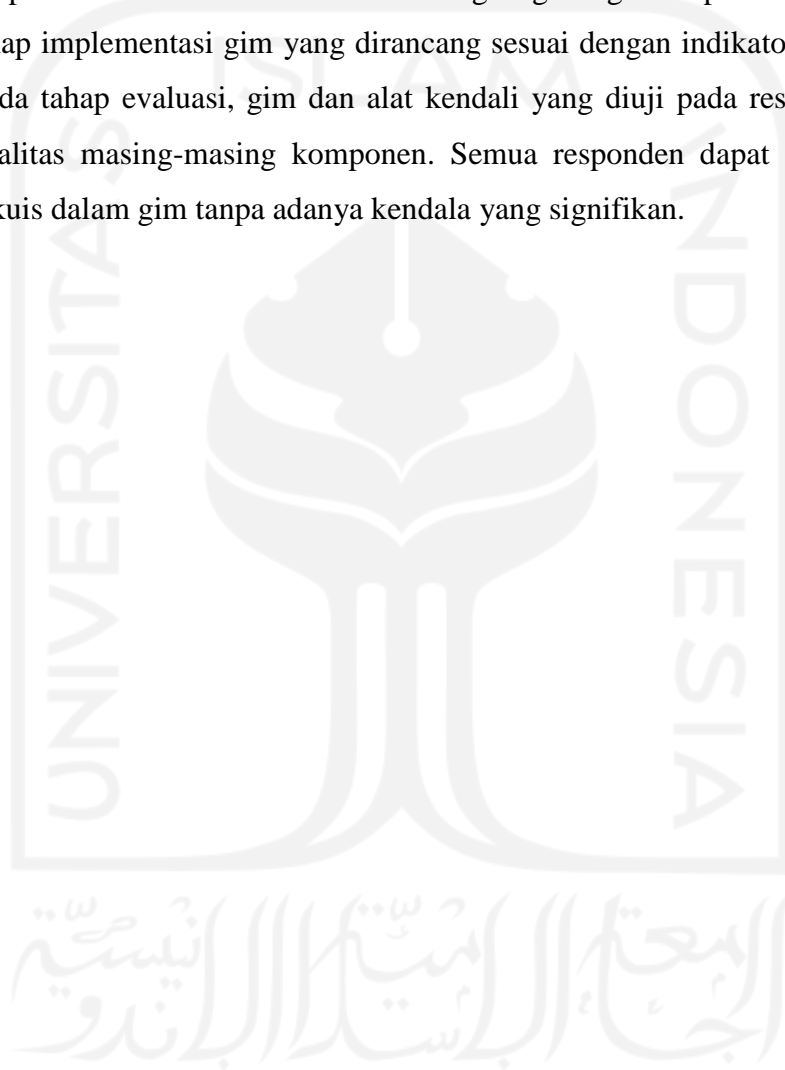 ap implementasi gim yang dirancang sesuai dengan indikato
da tahap evaluasi, gim dan alat kendali yang diuji pada res
alitas masing-masing komponen. Semua responden dapat
kuis dalam gim tanpa adanya kendala yang signifikan.
ISLAM
UNIVERSITAS
INDONESIA